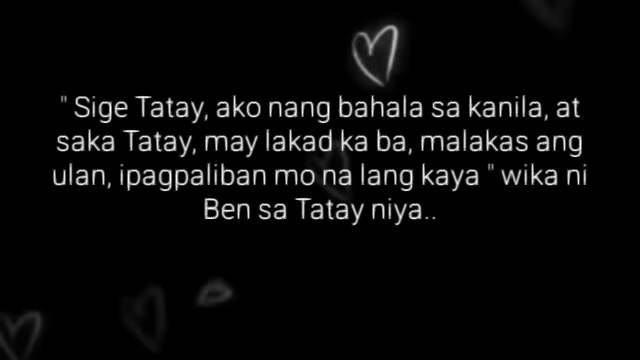 " Sige Tatay, ako nang bahala sa kanila, at
saka Tatay, may lakad ka ba, malakas ang
ulan, ipagpaliban mo na lang kaya " wika ni
Ben sa Tatay niya..